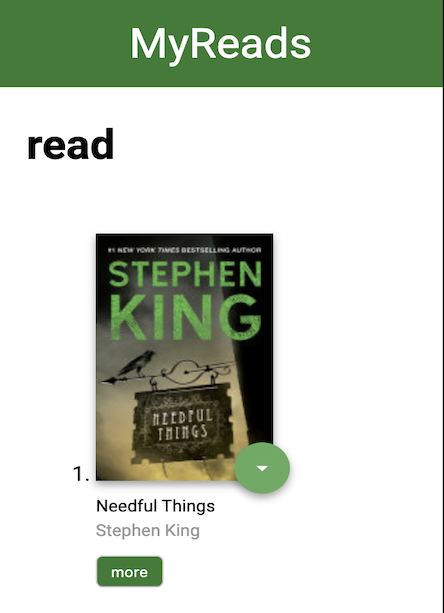 MyReads
read
#1 NEW YORK TIMES BESTSELLING AUTHOR
STEPHEN
KING
NEEDFUL
THINGS
1.
Needful Things
Stephen King
more